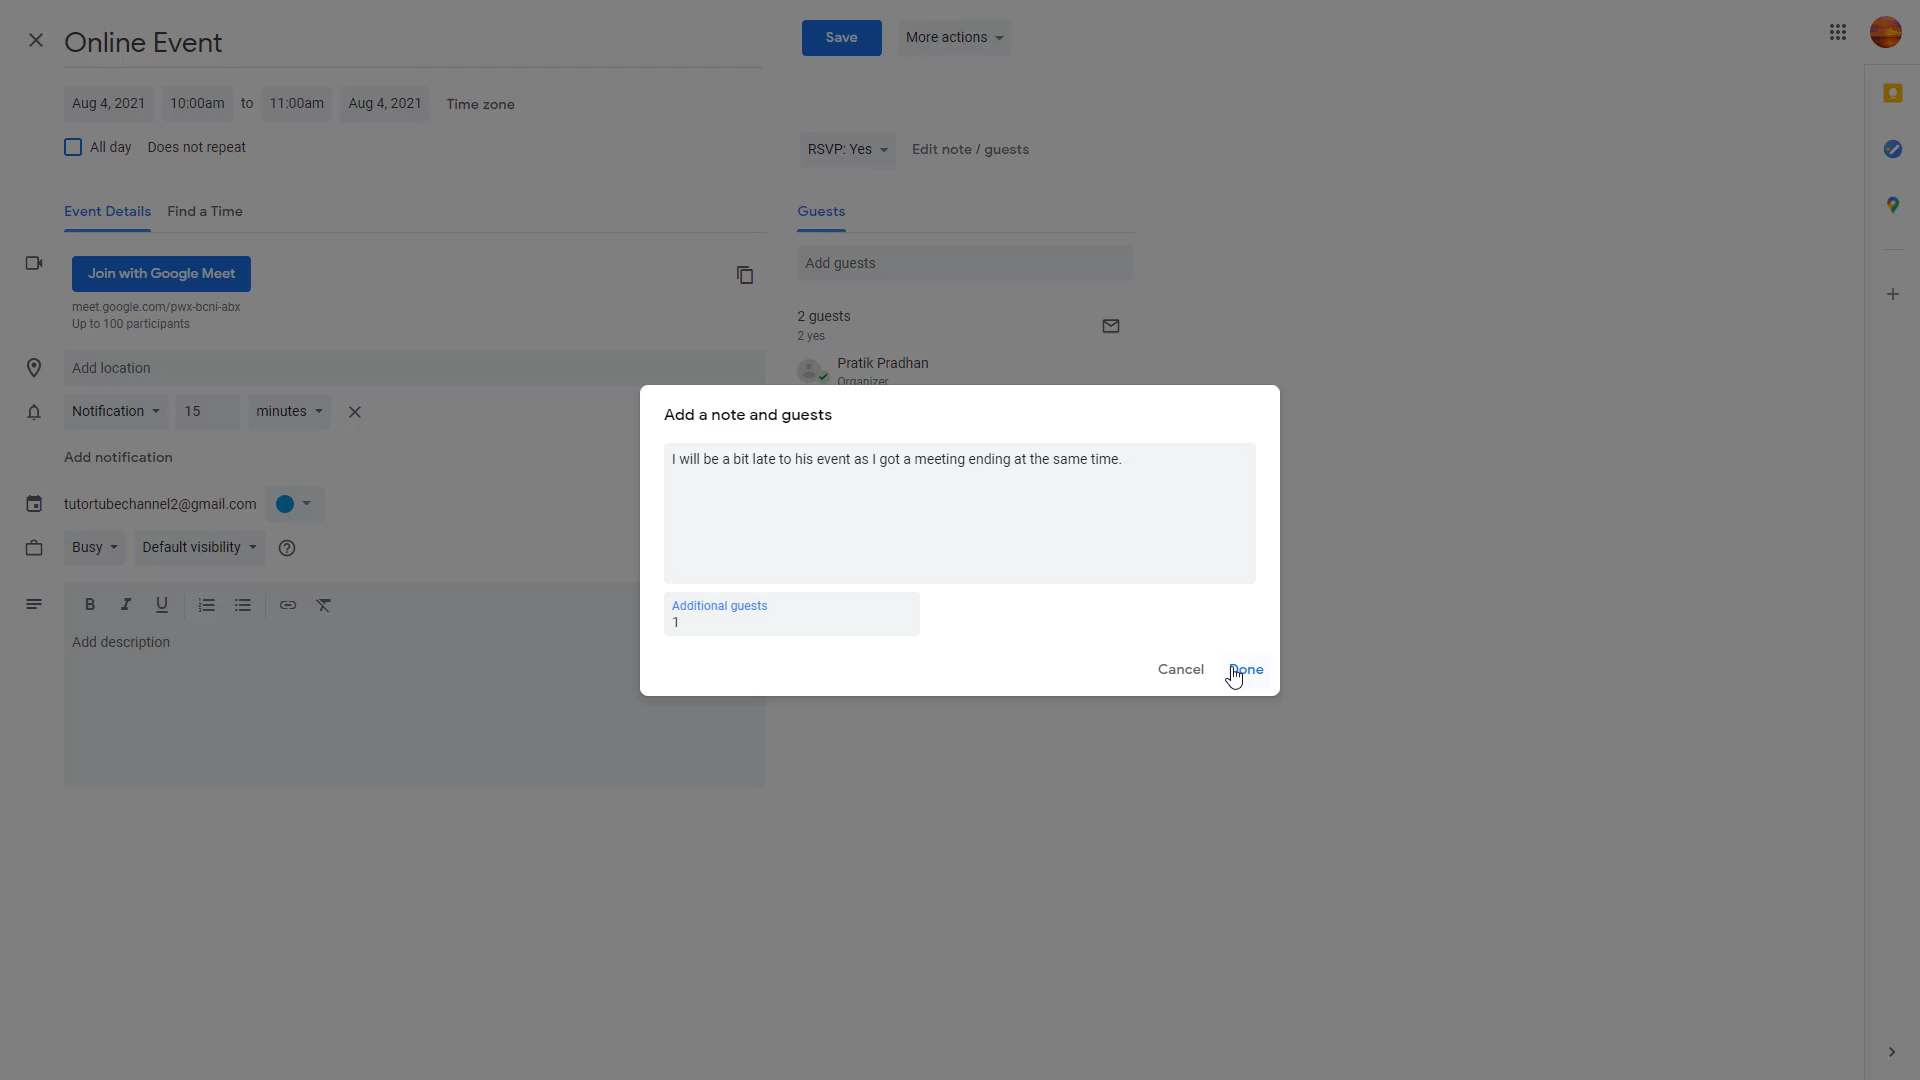 Online Event
Save
More actions
Aug 4, 2021 10:00am to 11:00am Aug 4, 2021 Time zone
All day Does not repeat
RSVP: Yes Edit note / guests
Event Details Find a Time
Guests
Join with Google Meet
meet.google.com/pwx-bcni-abx
Up to 100 participants
Add guests
2 guests
2 yes
Pratik Pradhan
Organizer
Add location
Notification 15 minutes
Add notification
tutortubechannel2@gmail.com
Busy Default visibility
B I U
Add description
Add a note and guests
I will be a bit late to his event as I got a meeting ending at the same time.
Additional guests
1
Cancel Done